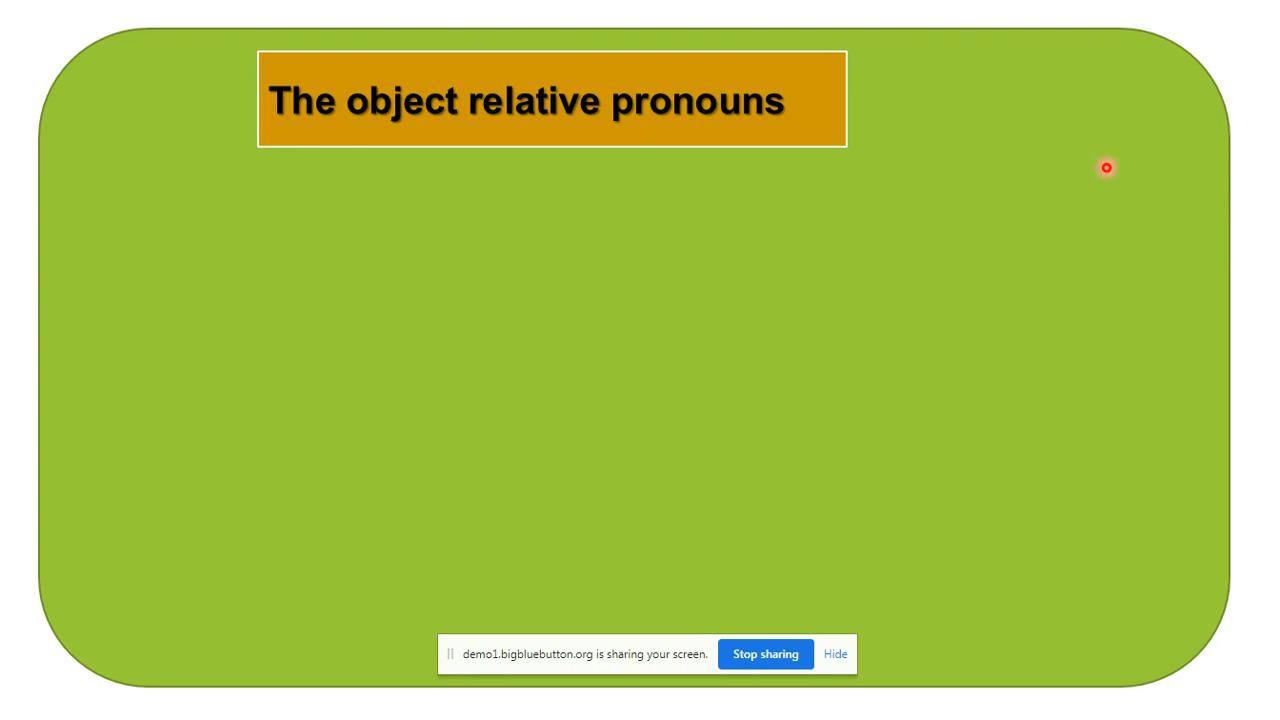 The object relative pronouns
demo1.bigbluebutton.org is sharing your screen. Stop sharing Hide